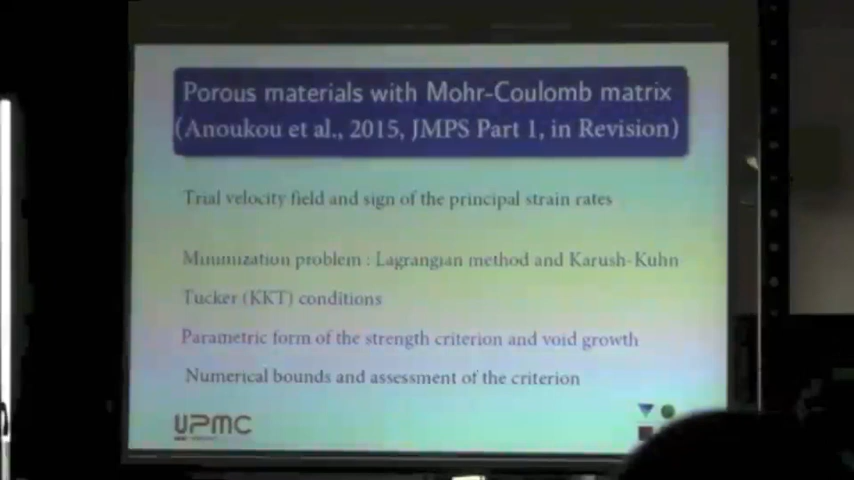 Porous materials with Mohr-Coulomb matrix
(Anoukou et al., 2015, JMPS Part 1, in Revision)
Trial velocity field and sign of the principal strain rates
Minimization problem : Lagrangian method and Karush-Kuhn
Tucker (KKT) conditions
Parametric form of the strength criterion and void growth
Numerical bounds and assessment of the criterion
UPMC